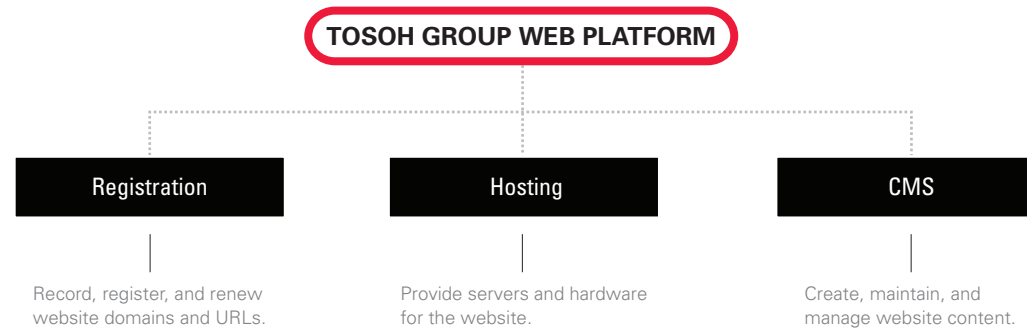 TOSOH GROUP WEB PLATFORM
Registration
Hosting
CMS
Record, register, and renew
website domains and URLs.
Provide servers and hardware
for the website.
Create, maintain, and
manage website content.